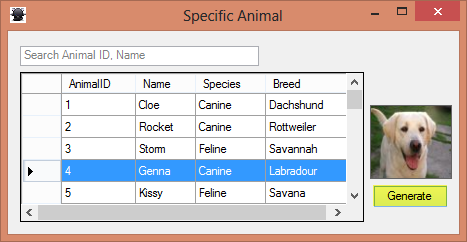 Specific Animal
Search Animal ID, Name
AnimalID Name Species Breed
1 Cloe Canine Dachshund
2 Rocket Canine Rottweiler
3 Storm Feline Savannah
4 Genna Canine Labradour
5 Kissy Feline Savana
Generate